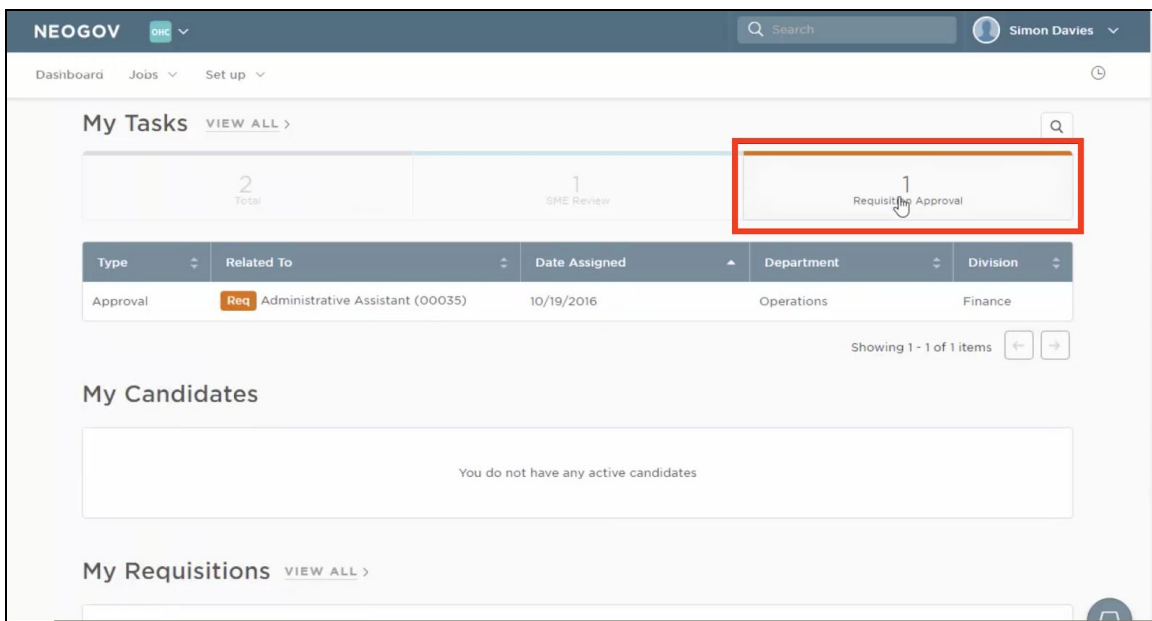 NEOGOV OHC Search Simon Davies
Dashboard Jobs Set up
My Tasks VIEW ALL >
2 1 1
Total SME Review Requisition Approval
Type Related To Date Assigned Department Division
Approval Req Administrative Assistant (00035) 10/19/2016 Operations Finance
Showing 1 - 1 of 1 items ← →
My Candidates
You do not have any active candidates
My Requisitions VIEW ALL >